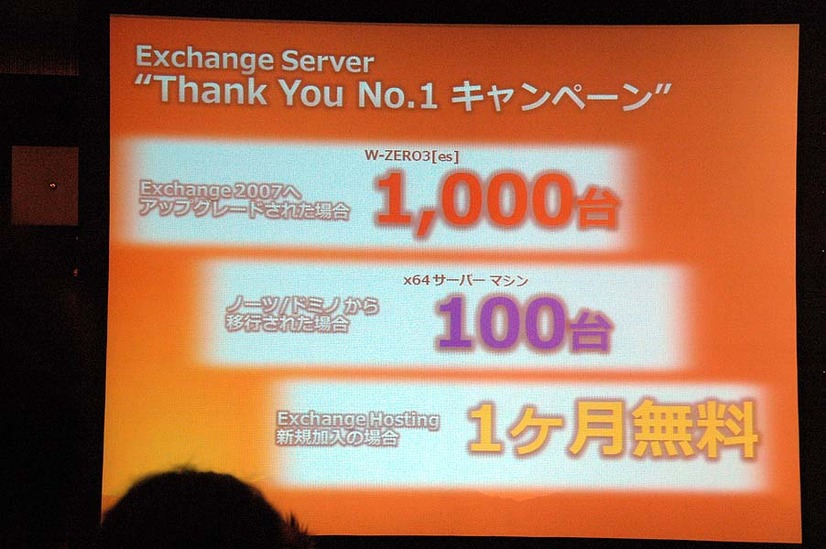 Exchange Server
“Thank You No.1 キャンペーン”
W-ZERO3[es]
Exchange 2007へ
アップグレードされた場合
1,000台
x64 サーバー マシン
ノーツ/ドミノ から
移行された場合
100台
Exchange Hosting
新規加入の場合
1ヶ月無料